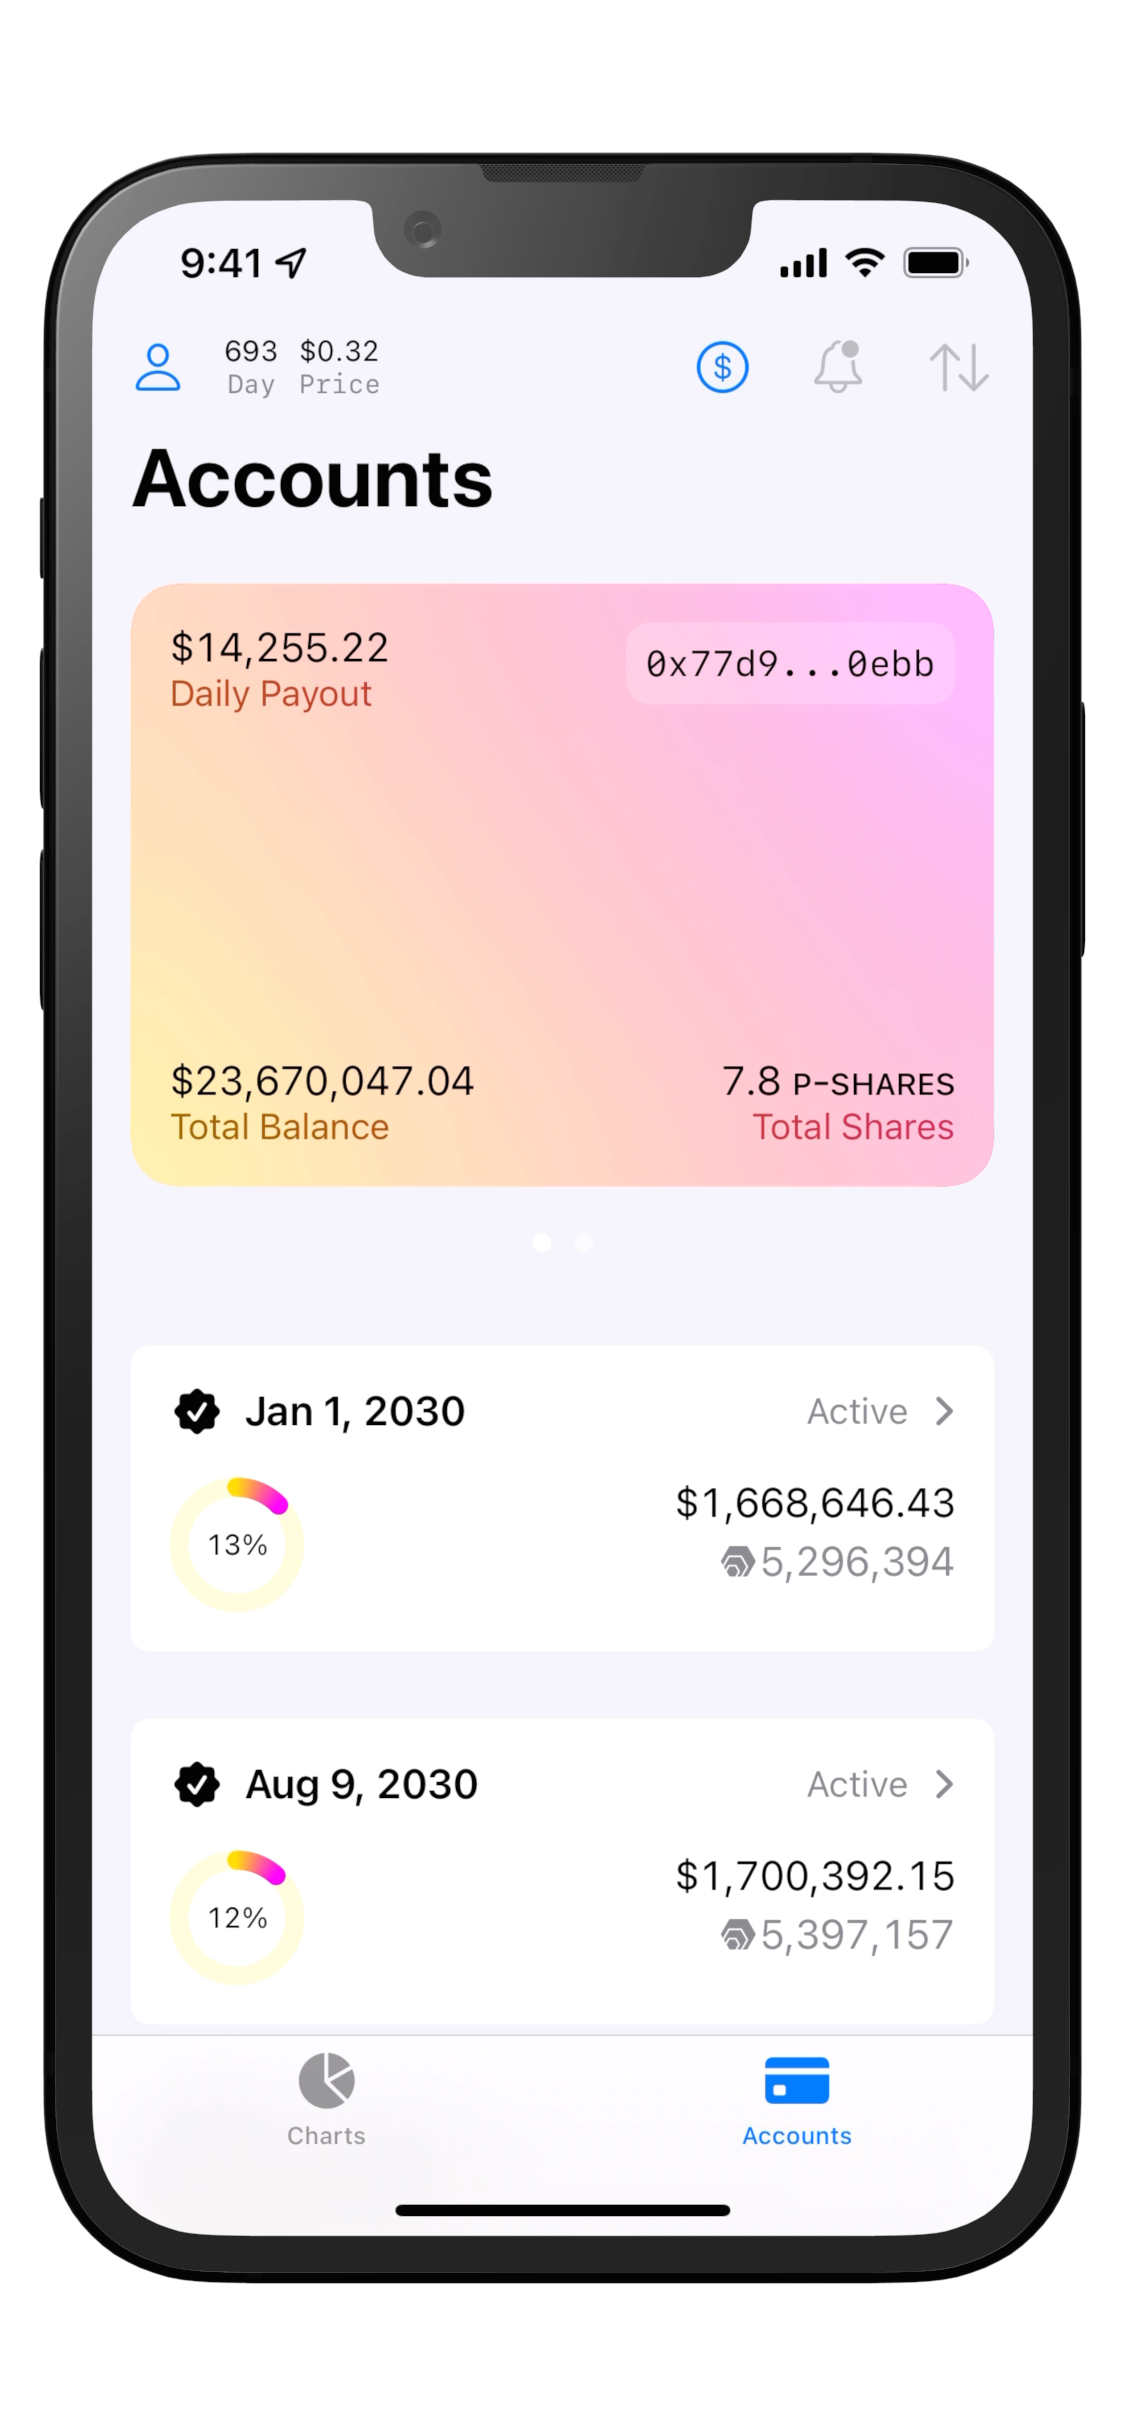 9:41
693 $0.32
Day Price
$
Accounts
$14,255.22
Daily Payout
0x77d9...0ebb
$23,670,047.04
Total Balance
7.8 P-SHARES
Total Shares
Jan 1, 2030
Active
13%
$1,668,646.43
5,296,394
Aug 9, 2030
Active
12%
$1,700,392.15
5,397,157
Charts
Accounts